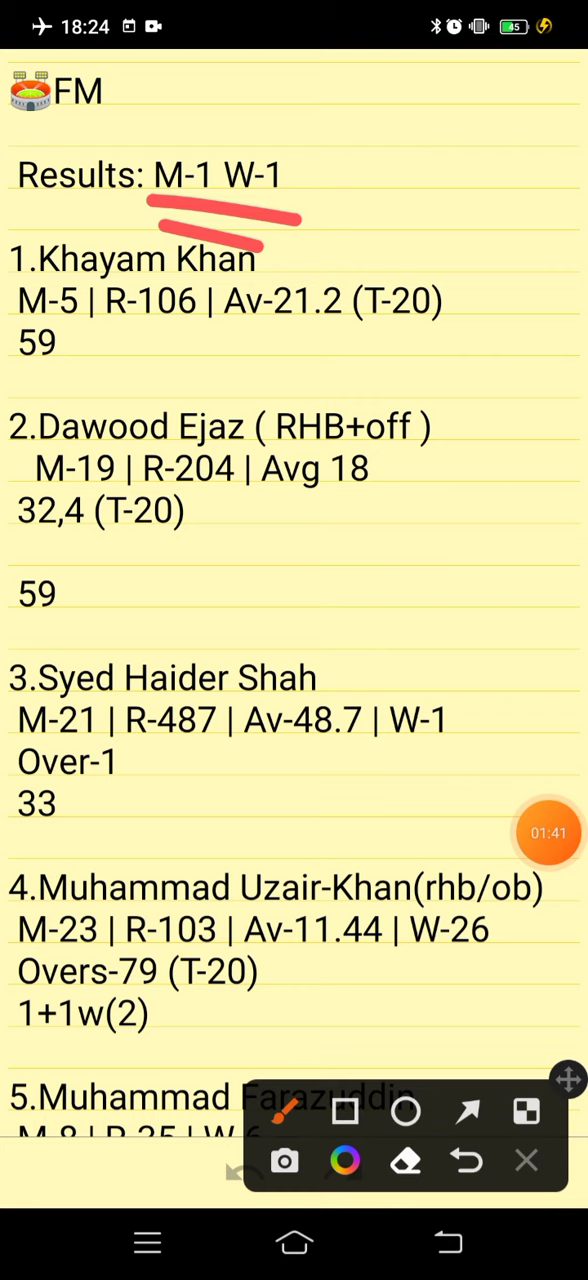 18:24
45
FM
Results: M-1 W-1
1.Khayam Khan
M-5 | R-106 | Av-21.2 (T-20)
59
2.Dawood Ejaz ( RHB+off )
M-19 | R-204 | Avg 18
32,4 (T-20)
59
3.Syed Haider Shah
M-21 | R-487 | Av-48.7 | W-1
Over-1
33
01:41
4.Muhammad Uzair-Khan(rhb/ob)
M-23 | R-103 | Av-11.44 | W-26
Overs-79 (T-20)
1+1w(2)
5.Muhammad Farazuddin